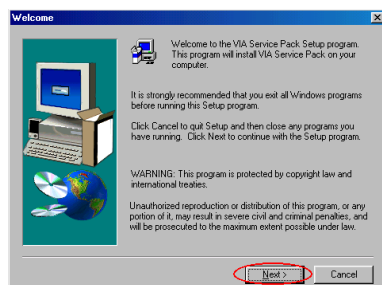 Welcome
Welcome to the VIA Service Pack Setup program.
This program will install VIA Service Pack on your
computer.
It is strongly recommended that you exit all Windows programs
before running this Setup program.
Click Cancel to quit Setup and then close any programs you
have running. Click Next to continue with the Setup program.
WARNING: This program is protected by copyright law and
international treaties.
Unauthorized reproduction or distribution of this program, or any
portion of it, may result in severe civil and criminal penalties, and
will be prosecuted to the maximum extent possible under law.
Next >
Cancel